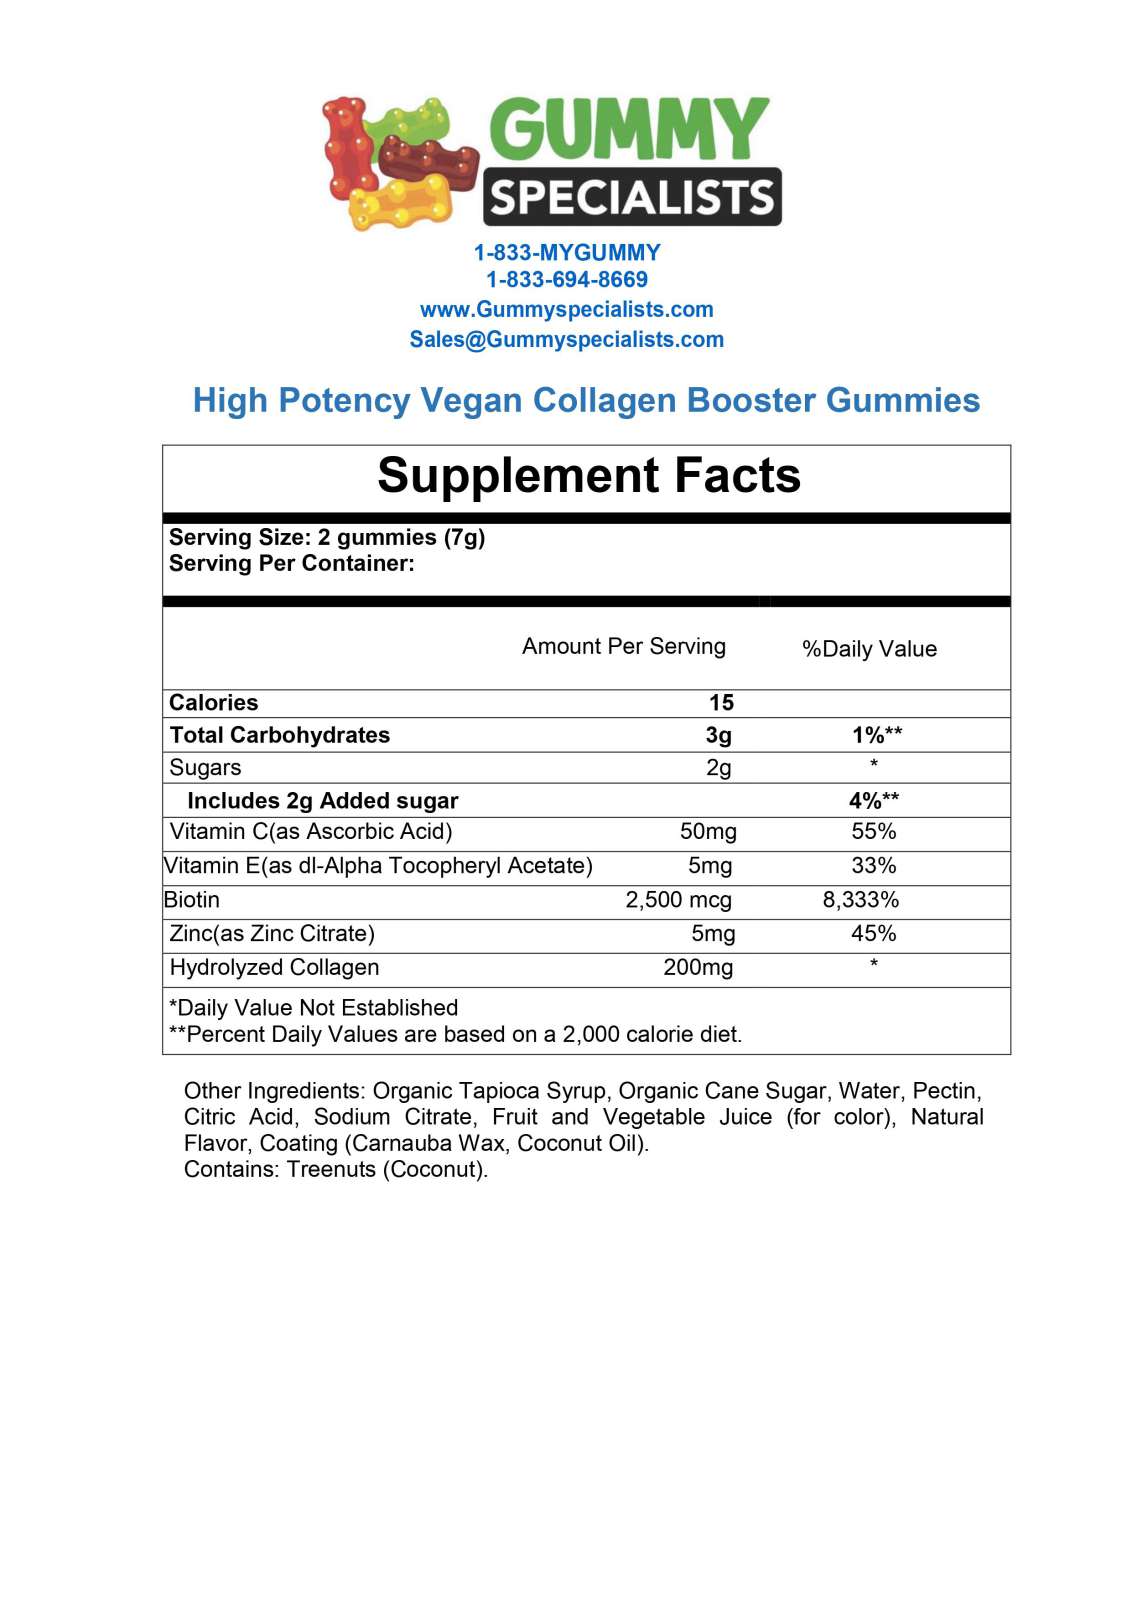 GUMMY
SPECIALISTS
1-833-MYGUMMY
1-833-694-8669
www.Gummyspecialists.com
Sales@Gummyspecialists.com
High Potency Vegan Collagen Booster Gummies
Supplement Facts
Serving Size: 2 gummies (7g)
Serving Per Container:
Amount Per Serving %Daily Value
Calories 15
Total Carbohydrates 3g 1%**
Sugars 2g *
Includes 2g Added sugar 4%**
Vitamin C(as Ascorbic Acid) 50mg 55%
Vitamin E(as dl-Alpha Tocopheryl Acetate) 5mg 33%
Biotin 2,500 mcg 8,333%
Zinc(as Zinc Citrate) 5mg 45%
Hydrolyzed Collagen 200mg *
*Daily Value Not Established
**Percent Daily Values are based on a 2,000 calorie diet.
Other Ingredients: Organic Tapioca Syrup, Organic Cane Sugar, Water, Pectin,
Citric Acid, Sodium Citrate, Fruit and Vegetable Juice (for color), Natural
Flavor, Coating (Carnauba Wax, Coconut Oil).
Contains: Treenuts (Coconut).